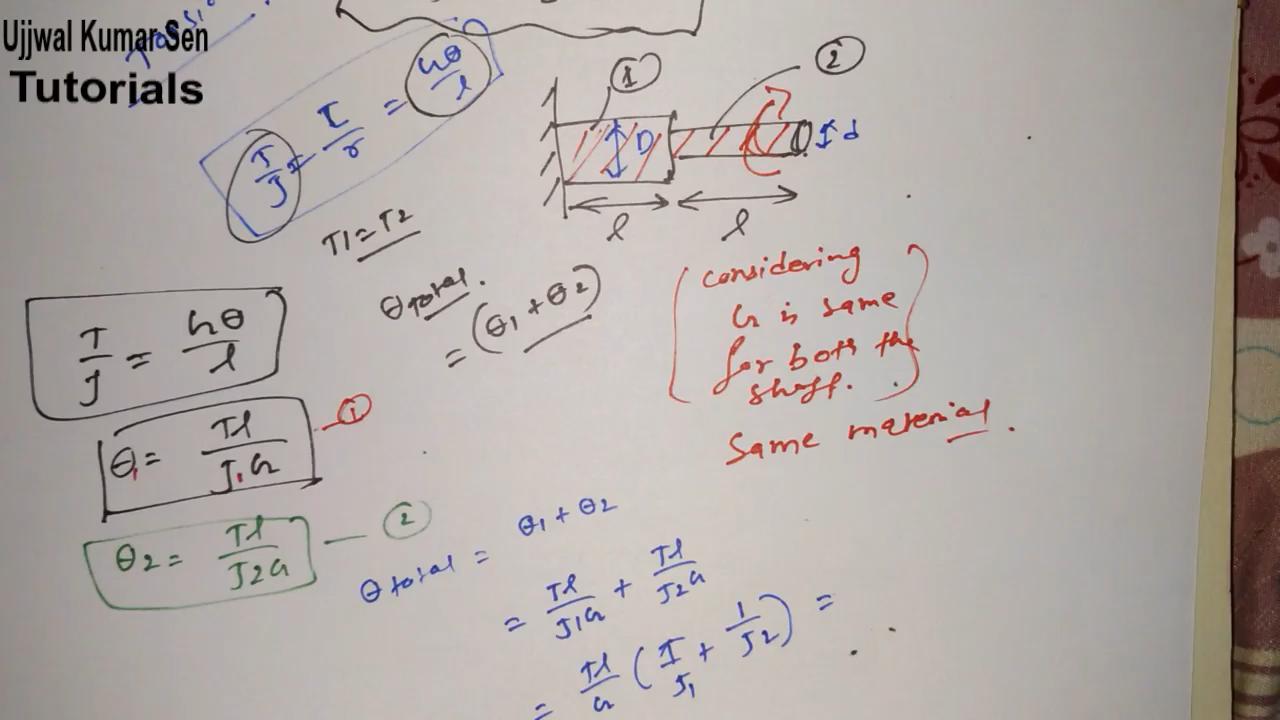 Ujjwal Kumar Sen
Tutorials
T/J = τ/r = Gθ/l
1
2
D
d
l
l
T1 = T2
θ total.
= (θ1 + θ2)
(considering
G is same
for both the
shaft.)
Same material.
T/J = Gθ/l
θ1 = Tl/J1G — 1
θ2 = Tl/J2G — 2
θ total = θ1 + θ2
= Tl/J1G + Tl/J2G
= Tl/G (1/J1 + 1/J2) =